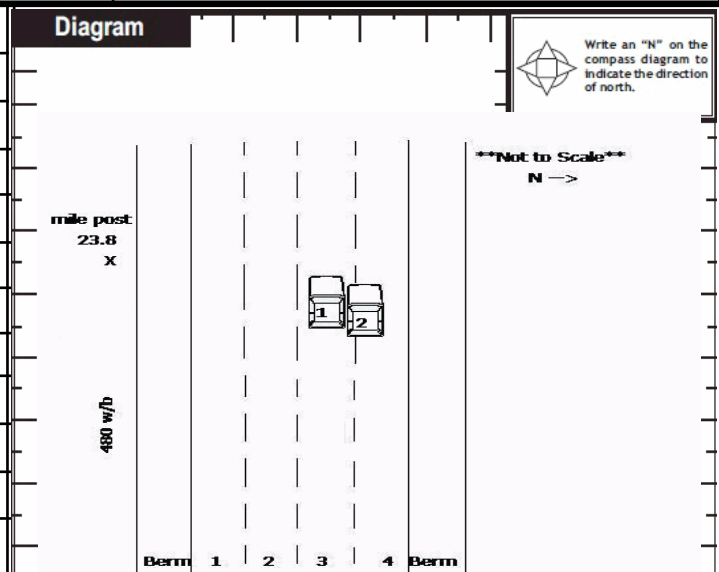 Diagram
Write an “N” on the
compass diagram to
indicate the direction
of north.
**Not to Scale**
N —>
mile post
23.8
X
1
2
480 w/b
Berm 1 2 3 4 Berm